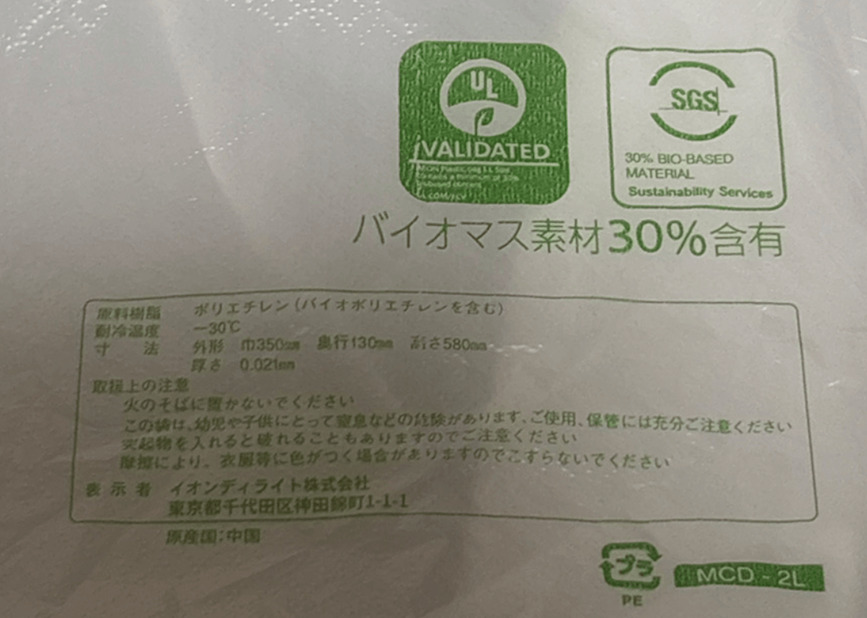 UL
VALIDATED
SGS
30% BIO-BASED
MATERIAL
Sustainability Services
バイオマス素材30%含有
原料樹脂 ポリエチレン(バイオポリエチレンを含む)
耐冷温度 −30℃
寸法 外形 巾350mm 奥行130mm 高さ580mm
厚さ 0.021mm
取扱上の注意
火のそばに置かないでください
この袋は、幼児や子供にとって窒息などの危険があります、ご使用、保管には充分ご注意ください
突起物を入れると破れることもありますのでご注意ください
摩擦により、衣服等に色がつく場合がありますのでこすらないでください
表示者 イオンディライト株式会社
東京都千代田区神田錦町1-1-1
原産国:中国
プラ
PE
MCD-2L